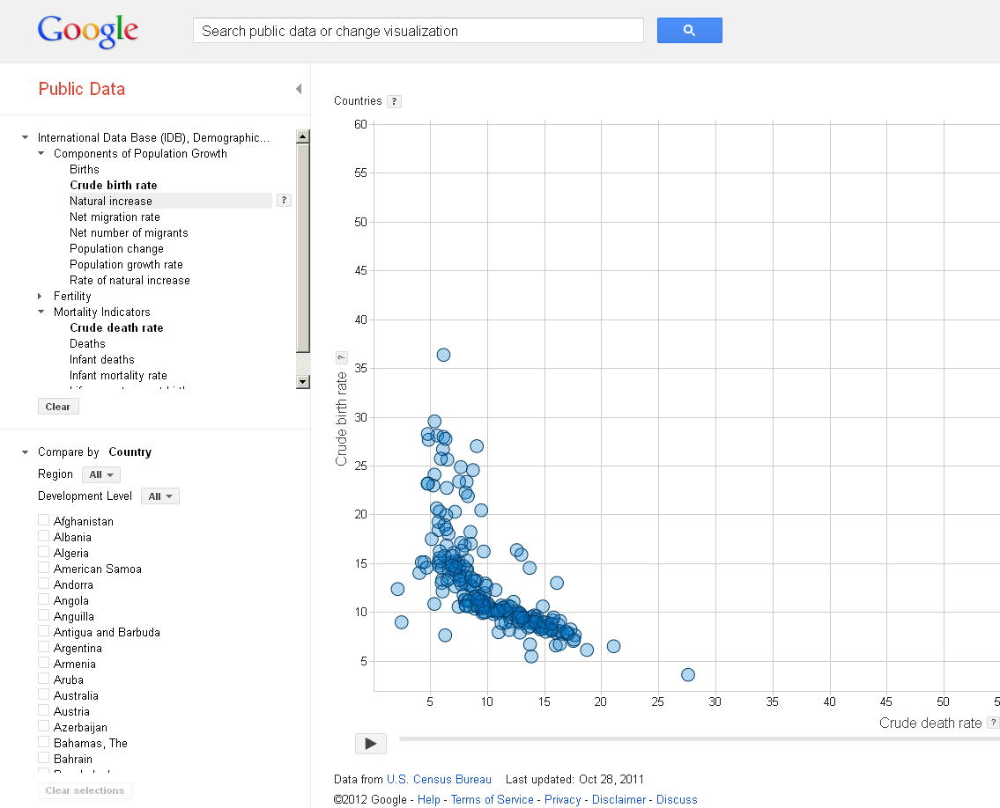 Google
Search public data or change visualization
Public Data
International Data Base (IDB), Demographic...
Components of Population Growth
Births
Crude birth rate
Natural increase ?
Net migration rate
Net number of migrants
Population change
Population growth rate
Rate of natural increase
Fertility
Mortality Indicators
Crude death rate
Deaths
Infant deaths
Infant mortality rate
Clear
Compare by Country
Region All
Development Level All
Afghanistan
Albania
Algeria
American Samoa
Andorra
Angola
Anguilla
Antigua and Barbuda
Argentina
Armenia
Aruba
Australia
Austria
Azerbaijan
Bahamas, The
Bahrain
Clear selections
Countries ?
60
55
50
45
40
35
30
25
20
15
10
5
Crude birth rate ?
5 10 15 20 25 30 35 40 45 50
Crude death rate ?
Data from U.S. Census Bureau Last updated: Oct 28, 2011
©2012 Google - Help - Terms of Service - Privacy - Disclaimer - Discuss